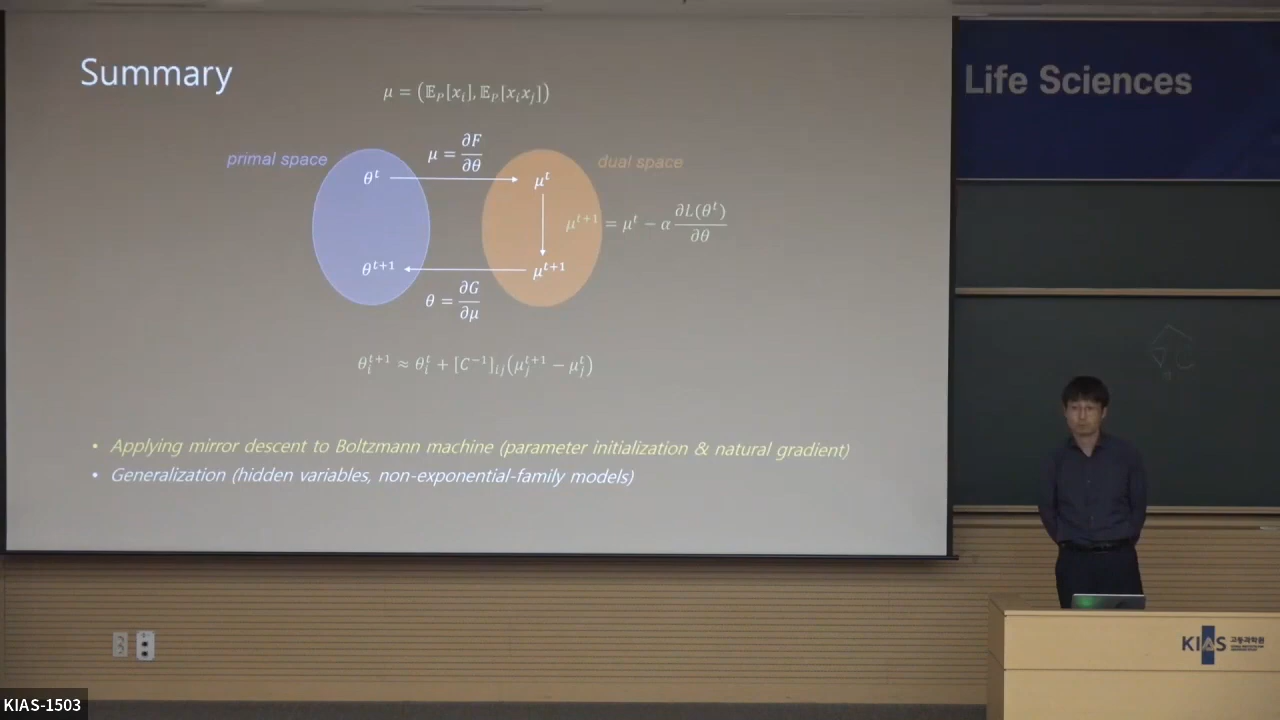 Summary
μ = (𝔼_P[x_i], 𝔼_P[x_i x_j])
primal space
μ = ∂F/∂θ
dual space
θ^t
μ^t
μ^{t+1} = μ^t − α ∂L(θ^t)/∂θ
θ^{t+1}
μ^{t+1}
θ = ∂G/∂μ
θ_i^{t+1} ≈ θ_i^t + [C^{-1}]_{ij}(μ_j^{t+1} − μ_j^t)
• Applying mirror descent to Boltzmann machine (parameter initialization & natural gradient)
• Generalization (hidden variables, non-exponential-family models)
Life Sciences
KIAS 고등과학원
KIAS-1503